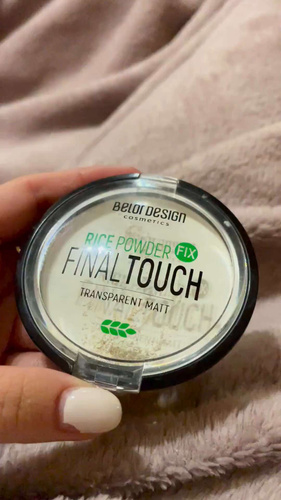 BelorDesign
cosmetics
RICE POWDER FIX
FINAL TOUCH
TRANSPARENT MATT